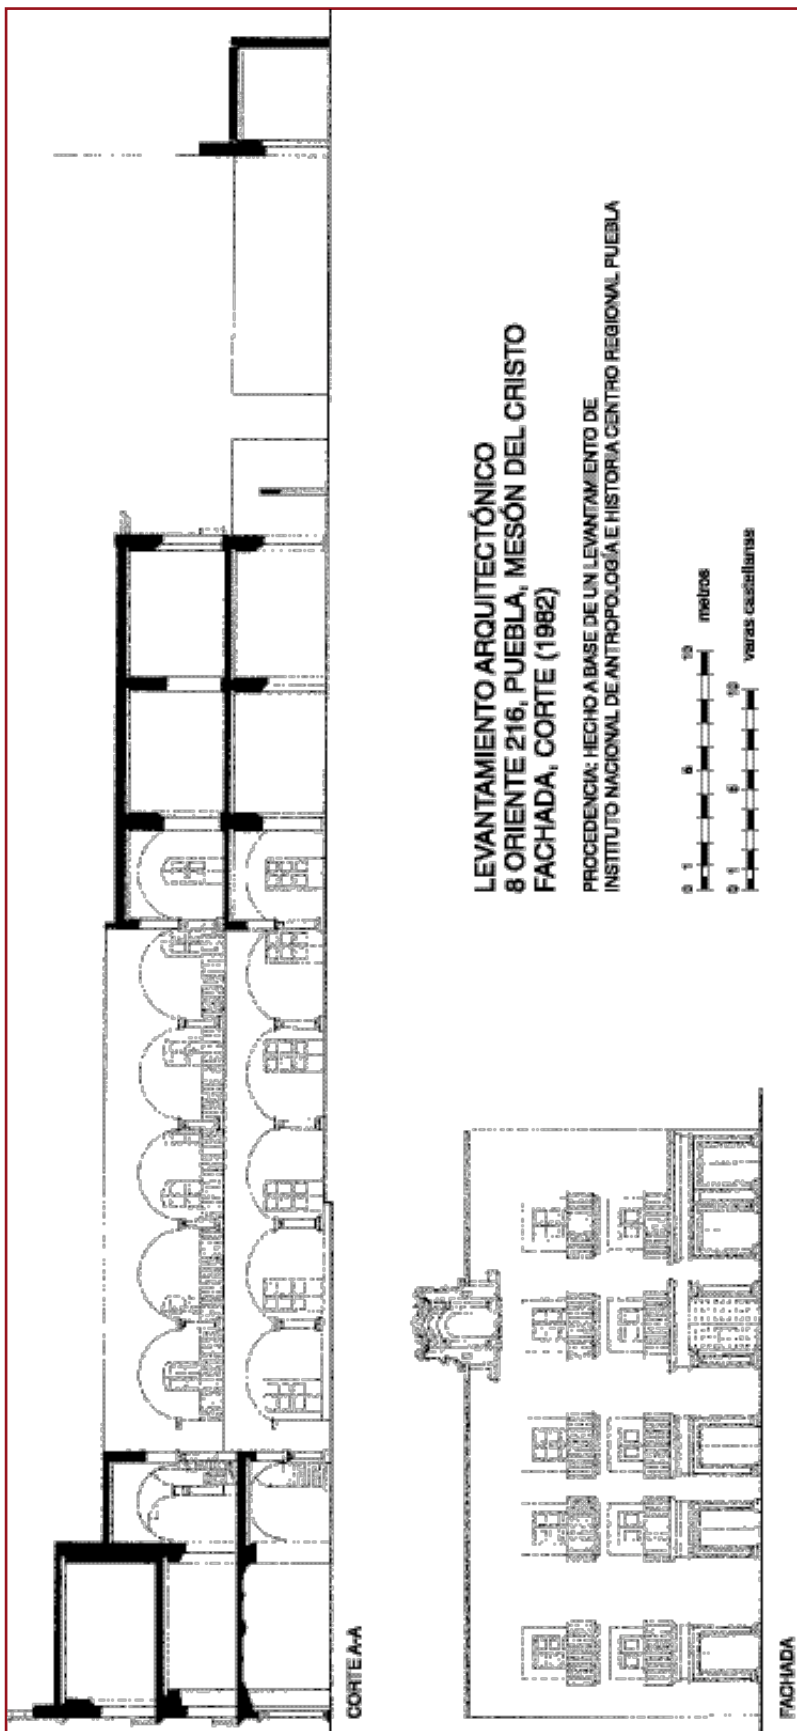 LEVANTAMIENTO ARQUITECTÓNICO
8 ORIENTE 216, PUEBLA, MESÓN DEL CRISTO
FACHADA, CORTE (1982)
PROCEDENCIA: HECHO A BASE DE UN LEVANTAMIENTO DE
INSTITUTO NACIONAL DE ANTROPOLOGÍA E HISTORIA CENTRO REGIONAL PUEBLA
0 1 5 10
metros
0 1 5 10
varas castellanas
CORTE A-A
FACHADA